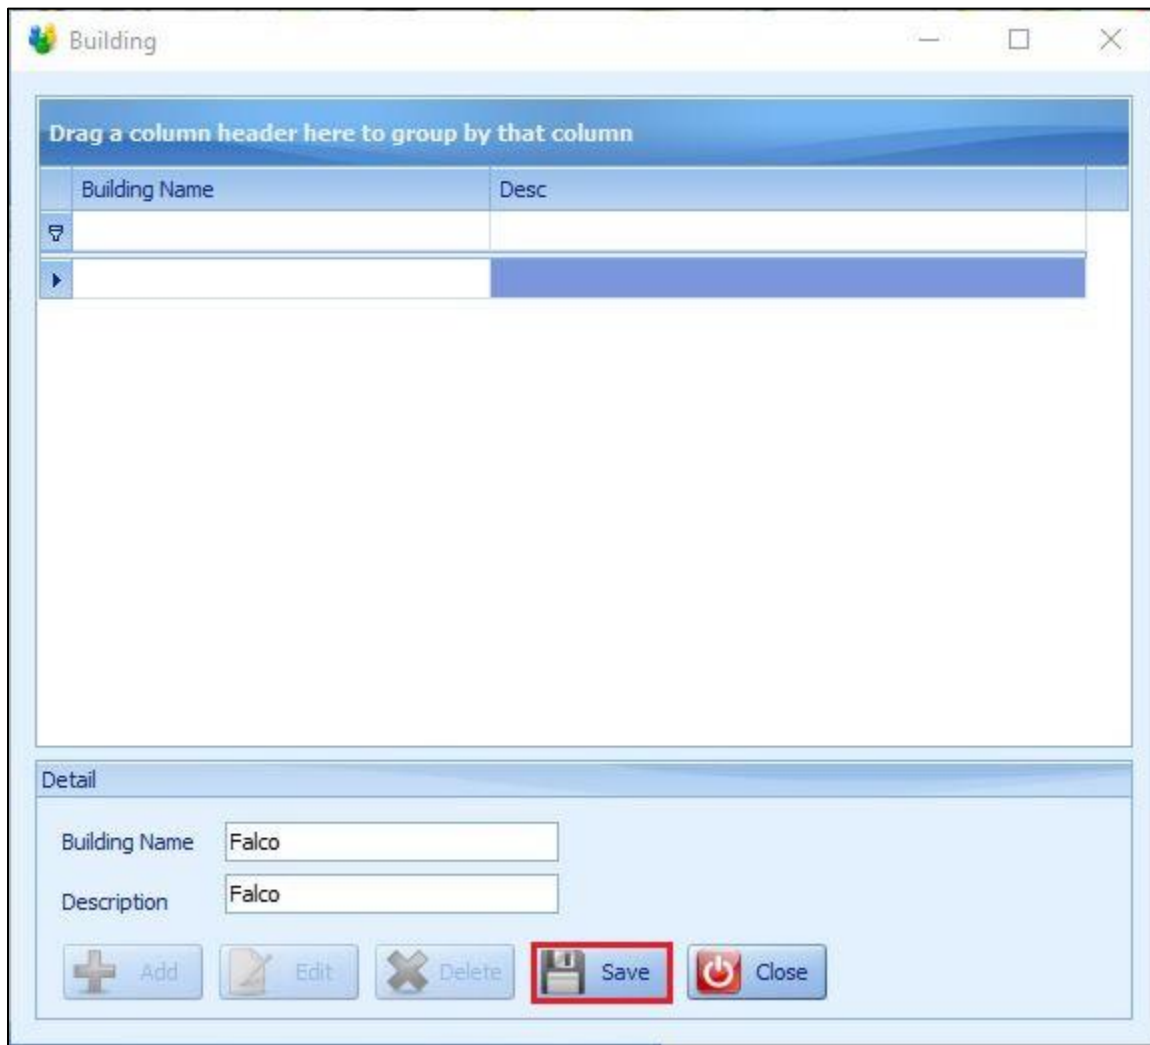 Building
Drag a column header here to group by that column
Building Name Desc
Detail
Building Name Falco
Description Falco
Add Edit Delete Save Close